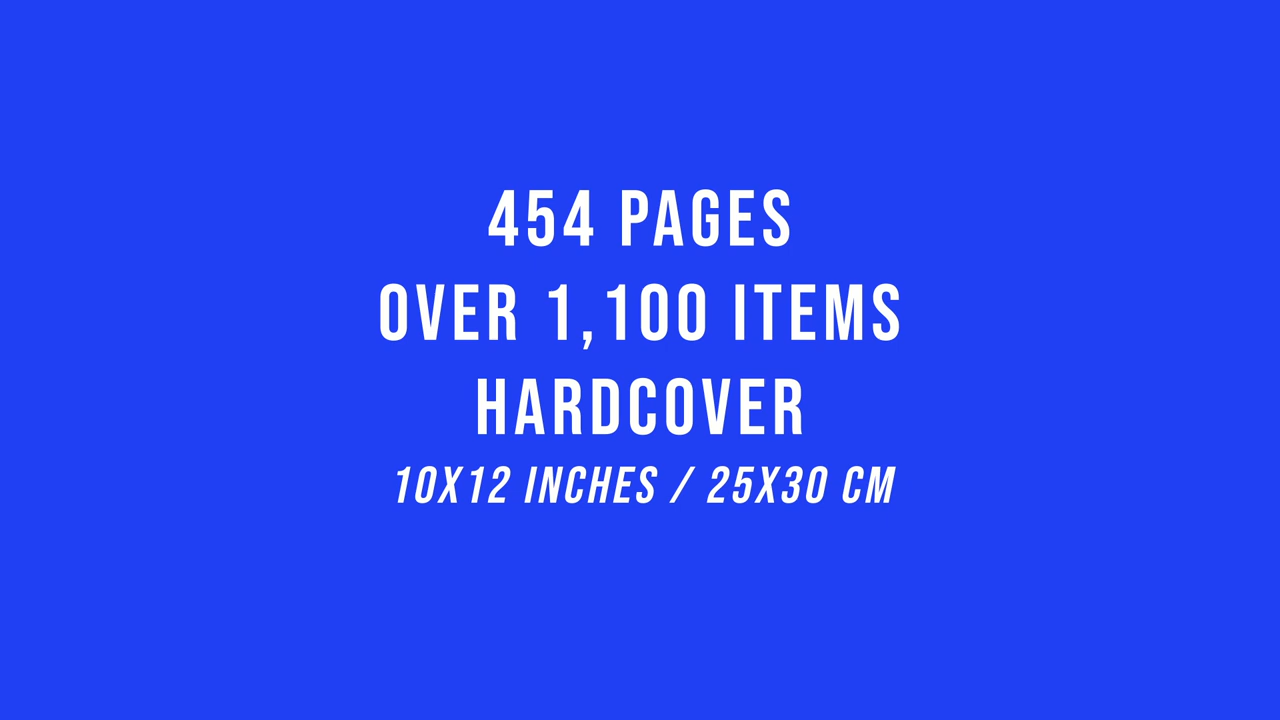 454 PAGES
OVER 1,100 ITEMS
HARDCOVER
10X12 INCHES / 25X30 CM